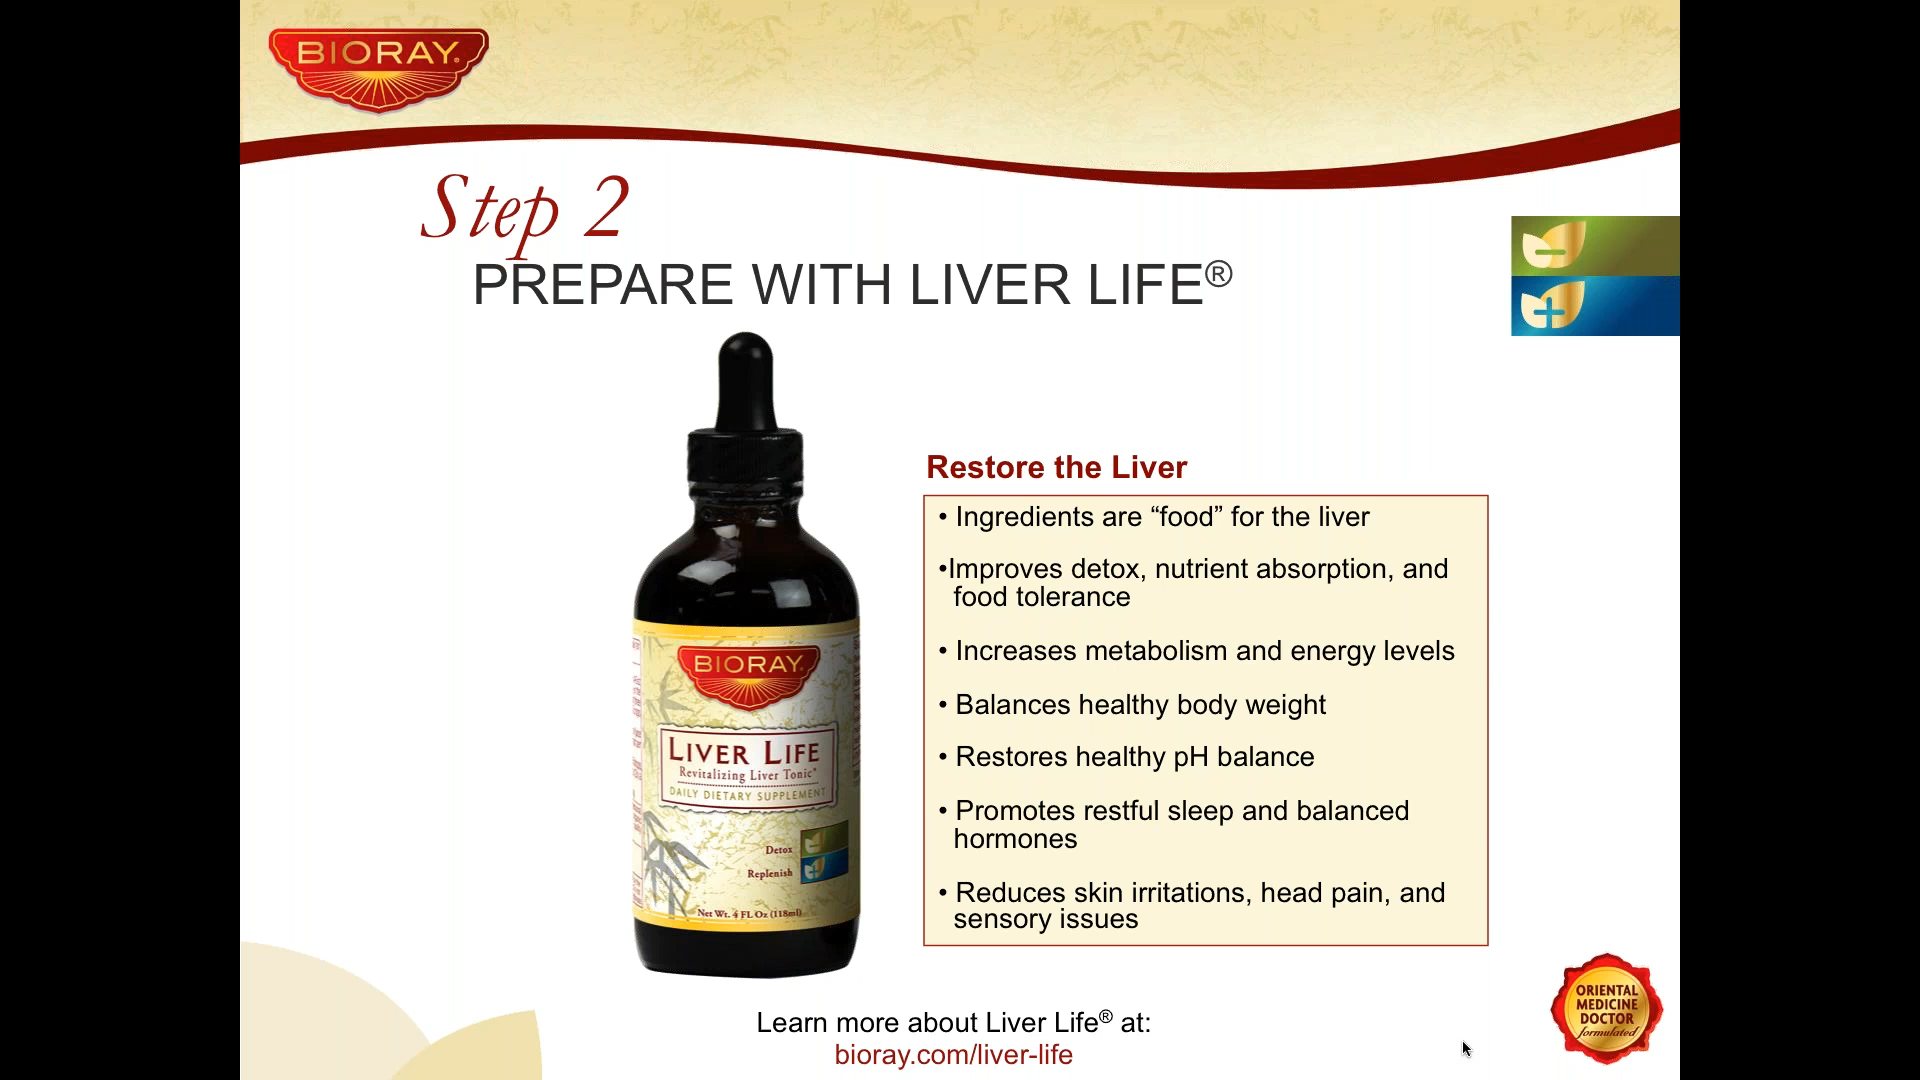 BIORAY®
Step 2
PREPARE WITH LIVER LIFE®
Restore the Liver
• Ingredients are “food” for the liver
•Improves detox, nutrient absorption, and
food tolerance
• Increases metabolism and energy levels
• Balances healthy body weight
• Restores healthy pH balance
• Promotes restful sleep and balanced
hormones
• Reduces skin irritations, head pain, and
sensory issues
BIORAY®
LIVER LIFE
Revitalizing Liver Tonic*
DAILY DIETARY SUPPLEMENT
Detox
Replenish
Net Wt. 4 FL Oz (118ml)
Learn more about Liver Life® at:
bioray.com/liver-life
ORIENTAL
MEDICINE
DOCTOR
formulated